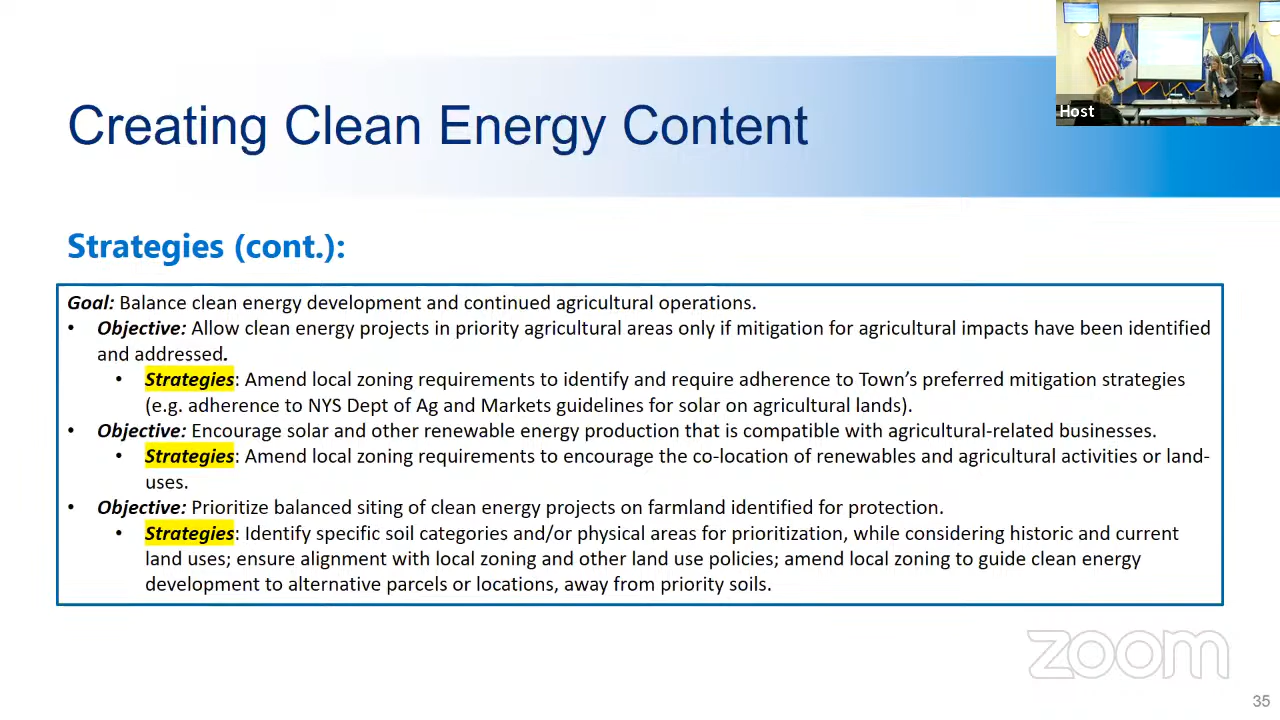 Host
Creating Clean Energy Content
Strategies (cont.):
Goal: Balance clean energy development and continued agricultural operations.
• Objective: Allow clean energy projects in priority agricultural areas only if mitigation for agricultural impacts have been identified
and addressed.
• Strategies: Amend local zoning requirements to identify and require adherence to Town's preferred mitigation strategies
(e.g. adherence to NYS Dept of Ag and Markets guidelines for solar on agricultural lands).
• Objective: Encourage solar and other renewable energy production that is compatible with agricultural-related businesses.
• Strategies: Amend local zoning requirements to encourage the co-location of renewables and agricultural activities or land-
uses.
• Objective: Prioritize balanced siting of clean energy projects on farmland identified for protection.
• Strategies: Identify specific soil categories and/or physical areas for prioritization, while considering historic and current
land uses; ensure alignment with local zoning and other land use policies; amend local zoning to guide clean energy
development to alternative parcels or locations, away from priority soils.
zoom
35